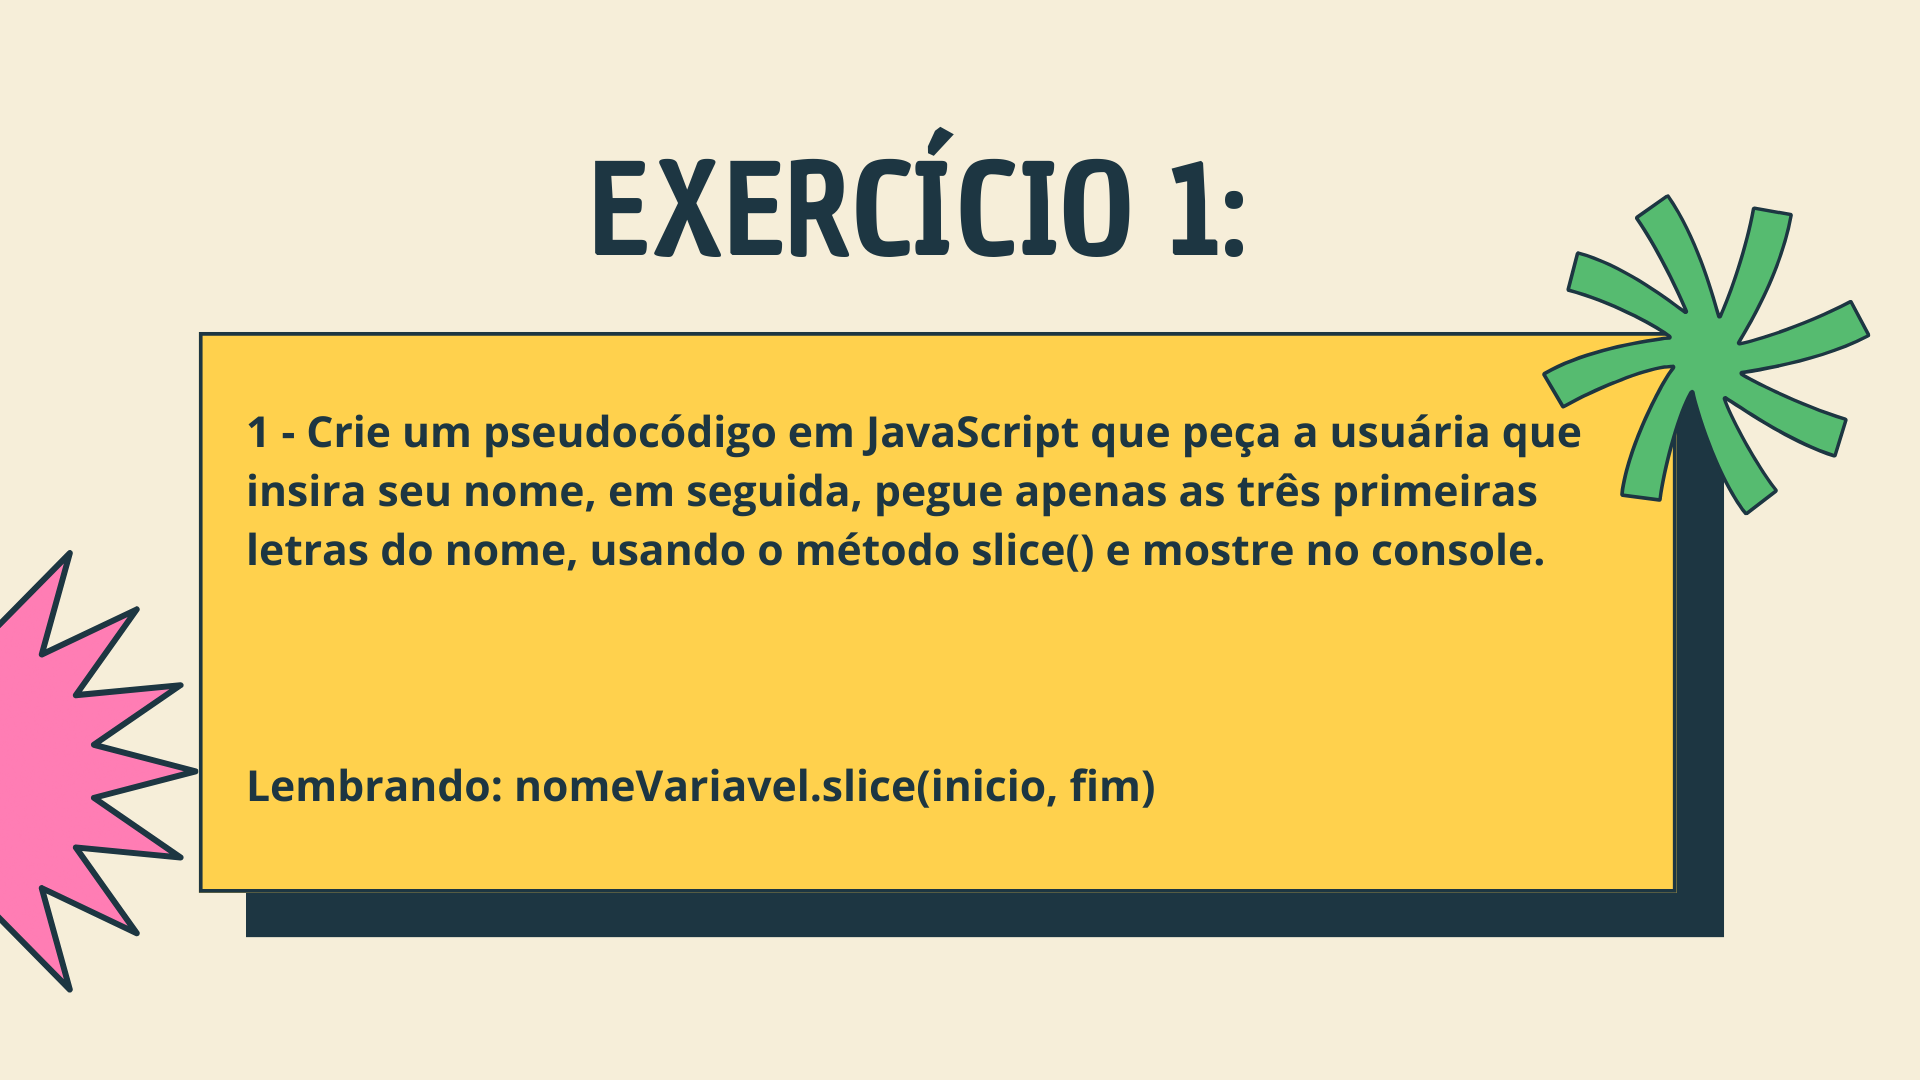 EXERCÍCIO 1:
1 - Crie um pseudocódigo em JavaScript que peça a usuária que
insira seu nome, em seguida, pegue apenas as três primeiras
letras do nome, usando o método slice() e mostre no console.
Lembrando: nomeVariavel.slice(inicio, fim)